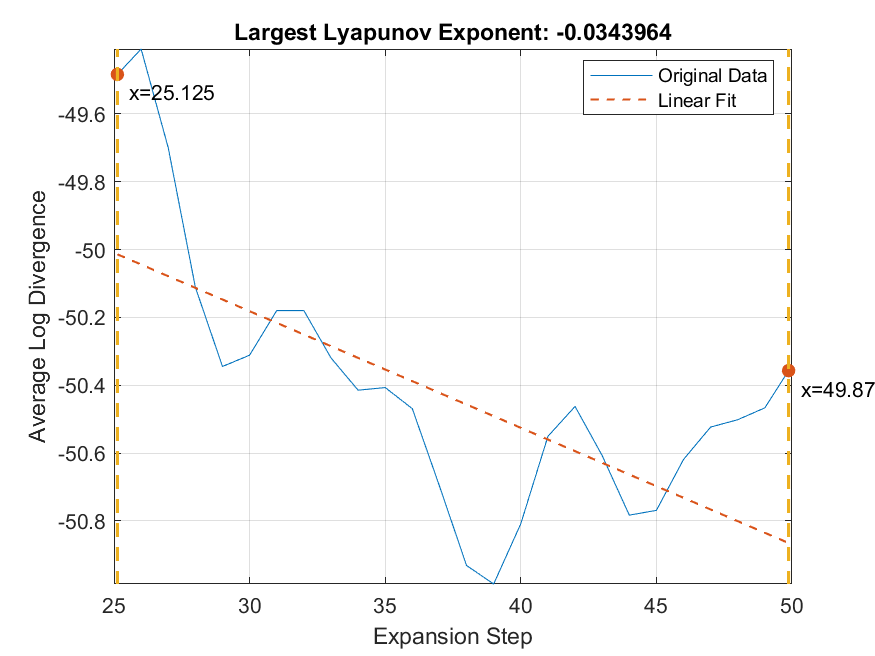 Largest Lyapunov Exponent: -0.0343964
Original Data
Linear Fit
x=25.125
x=49.87
-49.6
-49.8
-50
-50.2
-50.4
-50.6
-50.8
Average Log Divergence
25 30 35 40 45 50
Expansion Step